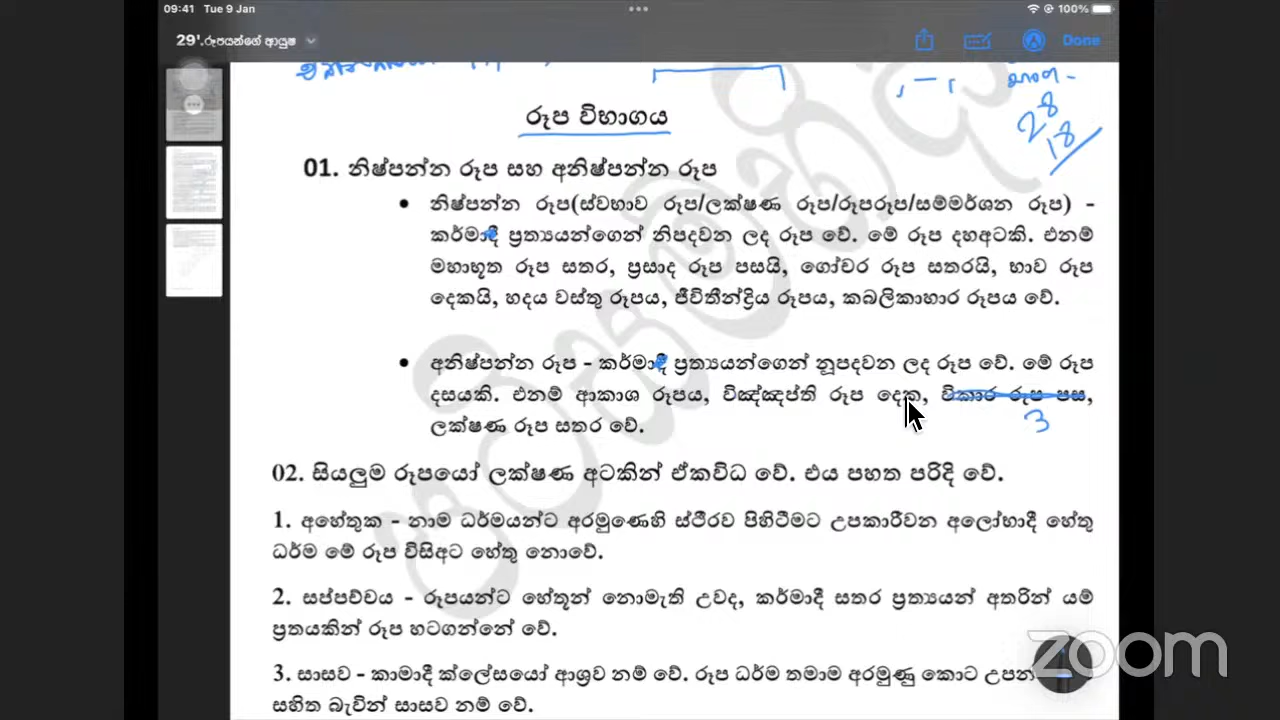 09:41 Tue 9 Jan
100%
29'.රූපයන්ගේ ආයුෂ
Done
28
18
රූප විභාගය
01. නිෂ්පන්න රූප සහ අනිෂ්පන්න රූප
• නිෂ්පන්න රූප(ස්වභාව රූප/ලක්ෂණ රූප/රූපරූප/සම්මර්ශන රූප) -
කර්මාදී ප්‍රත්‍යයන්ගෙන් නිපදවන ලද රූප වේ. මේ රූප දහඅටකි. එනම්
මහාභූත රූප සතර, ප්‍රසාද රූප පසයි, ගෝචර රූප සතරයි, භාව රූප
දෙකයි, හදය වස්තු රූපය, ජීවිතීන්ද්‍රිය රූපය, කබලිකාහාර රූපය වේ.
• අනිෂ්පන්න රූප - කර්මාදී ප්‍රත්‍යයන්ගෙන් නූපදවන ලද රූප වේ. මේ රූප
දසයකි. එනම් ආකාශ රූපය, විඤ්ඤප්ති රූප දෙක, විකාර රූප පස,
3
ලක්ෂණ රූප සතර වේ.
02. සියලුම රූපයෝ ලක්ෂණ අටකින් ඒකවිධ වේ. එය පහත පරිදි වේ.
1. අහේතුක - නාම ධර්මයන්ට අරමුණෙහි ස්ථීරව පිහිටීමට උපකාරීවන අලෝභාදී හේතු
ධර්ම මේ රූප විසිඅට හේතු නොවේ.
2. සප්පච්චය - රූපයන්ට හේතූන් නොමැති උවද, කර්මාදී සතර ප්‍රත්‍යයන් අතරින් යම්
ප්‍රතයකින් රූප හටගන්නේ වේ.
3. සාසව - කාමාදී ක්ලේසයෝ ආශ්‍රව නම් වේ. රූප ධර්ම තමාම අරමුණු කොට උපන්
සහිත බැවින් සාසව නම් වේ.
zoom